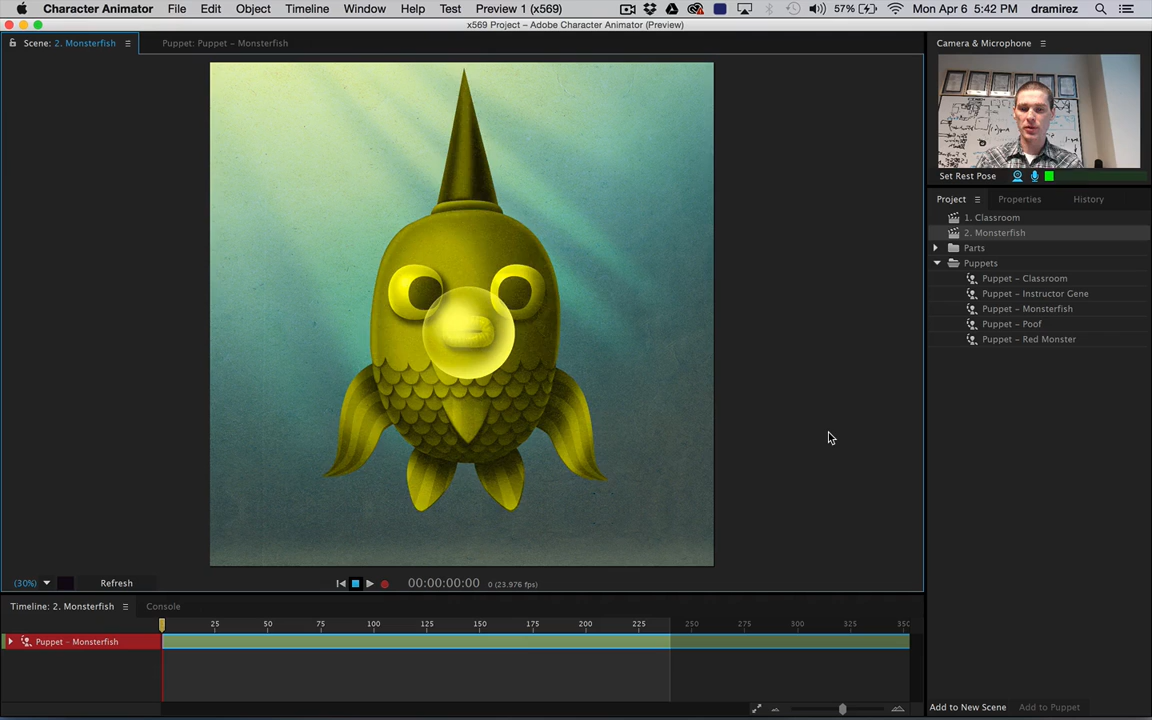 Character Animator File Edit Object Timeline Window Help Test Preview 1 (x569) 57% Mon Apr 6 5:42 PM dramirez
x569 Project – Adobe Character Animator (Preview)
Scene: 2. Monsterfish Puppet: Puppet – Monsterfish
Camera & Microphone
Set Rest Pose
Project Properties History
1. Classroom
2. Monsterfish
Parts
Puppets
Puppet – Classroom
Puppet – Instructor Gene
Puppet – Monsterfish
Puppet – Poof
Puppet – Red Monster
(30%) Refresh 00:00:00:00 0 (23.976 fps)
Timeline: 2. Monsterfish Console
25 50 75 100 125 150 175 200 225 250 275 300 325 350
Puppet – Monsterfish
Add to New Scene Add to Puppet